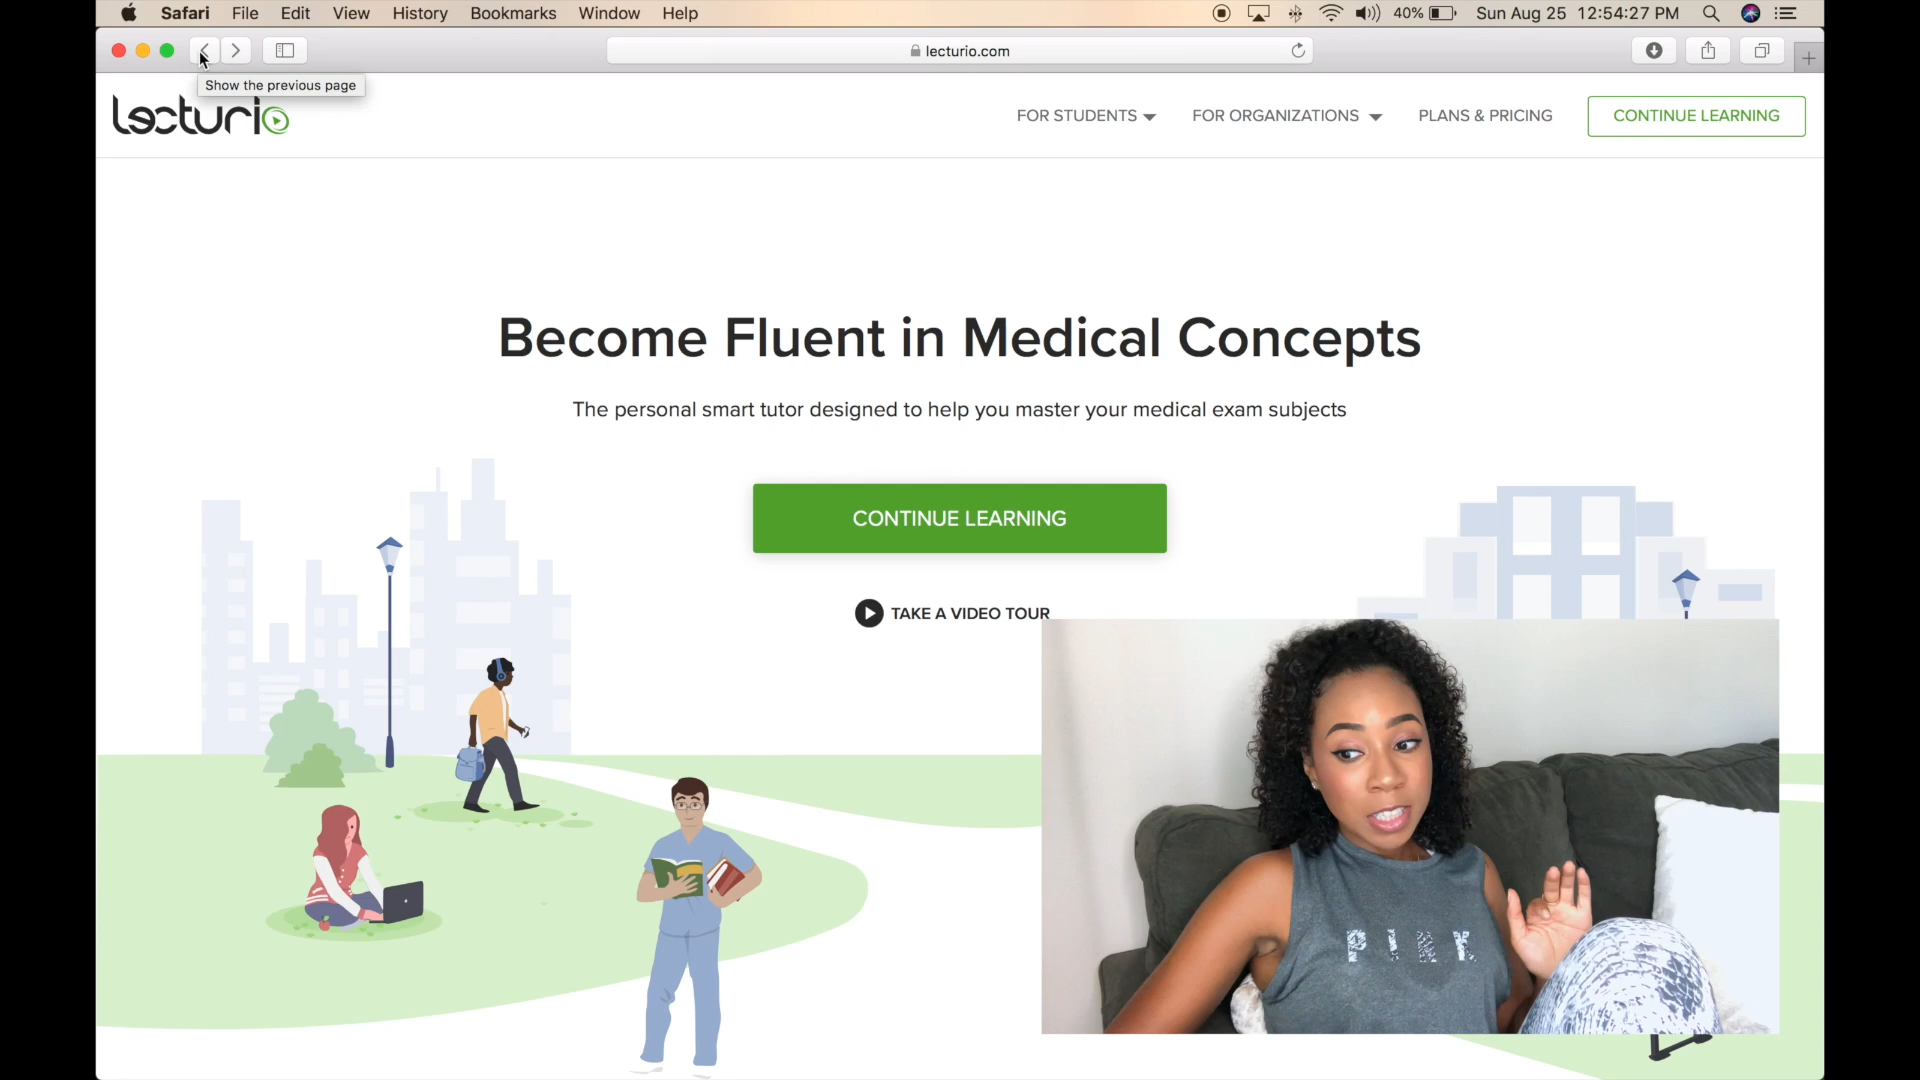 Safari File Edit View History Bookmarks Window Help 40% Sun Aug 25 12:54:27 PM
lecturio.com
Show the previous page
lecturio FOR STUDENTS FOR ORGANIZATIONS PLANS & PRICING CONTINUE LEARNING
Become Fluent in Medical Concepts
The personal smart tutor designed to help you master your medical exam subjects
CONTINUE LEARNING
TAKE A VIDEO TOUR
PINK